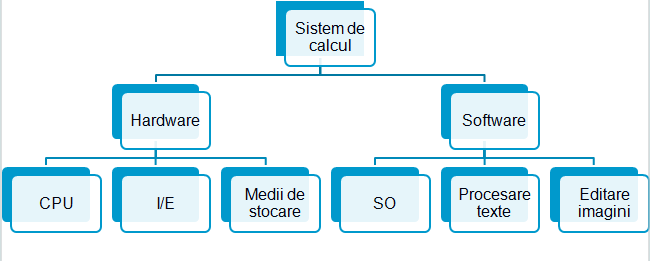 Sistem de
calcul
Hardware
Software
CPU
I/E
Medii de
stocare
SO
Procesare
texte
Editare
imagini